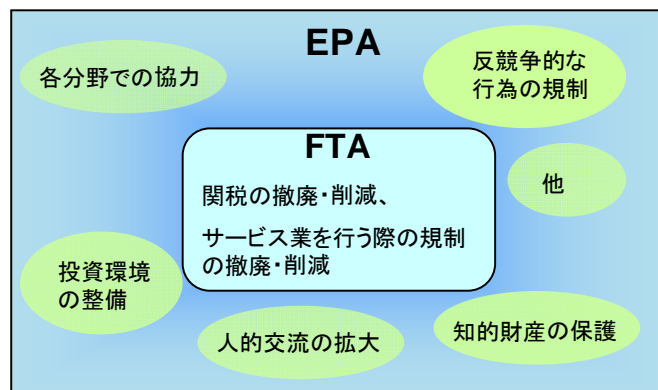 EPA
各分野での協力
反競争的な
行為の規制
FTA
関税の撤廃・削減、
サービス業を行う際の規制
の撤廃・削減
他
投資環境
の整備
人的交流の拡大
知的財産の保護